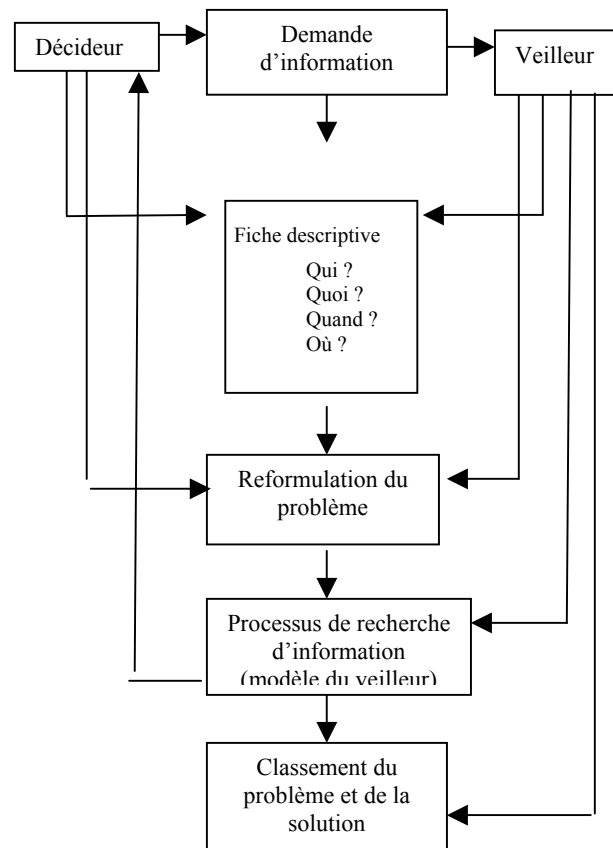 Décideur
Demande
d'information
Veilleur
Fiche descriptive
Qui ?
Quoi ?
Quand ?
Où ?
Reformulation du
problème
Processus de recherche
d'information
(modèle du veilleur)
Classement du
problème et de la
solution